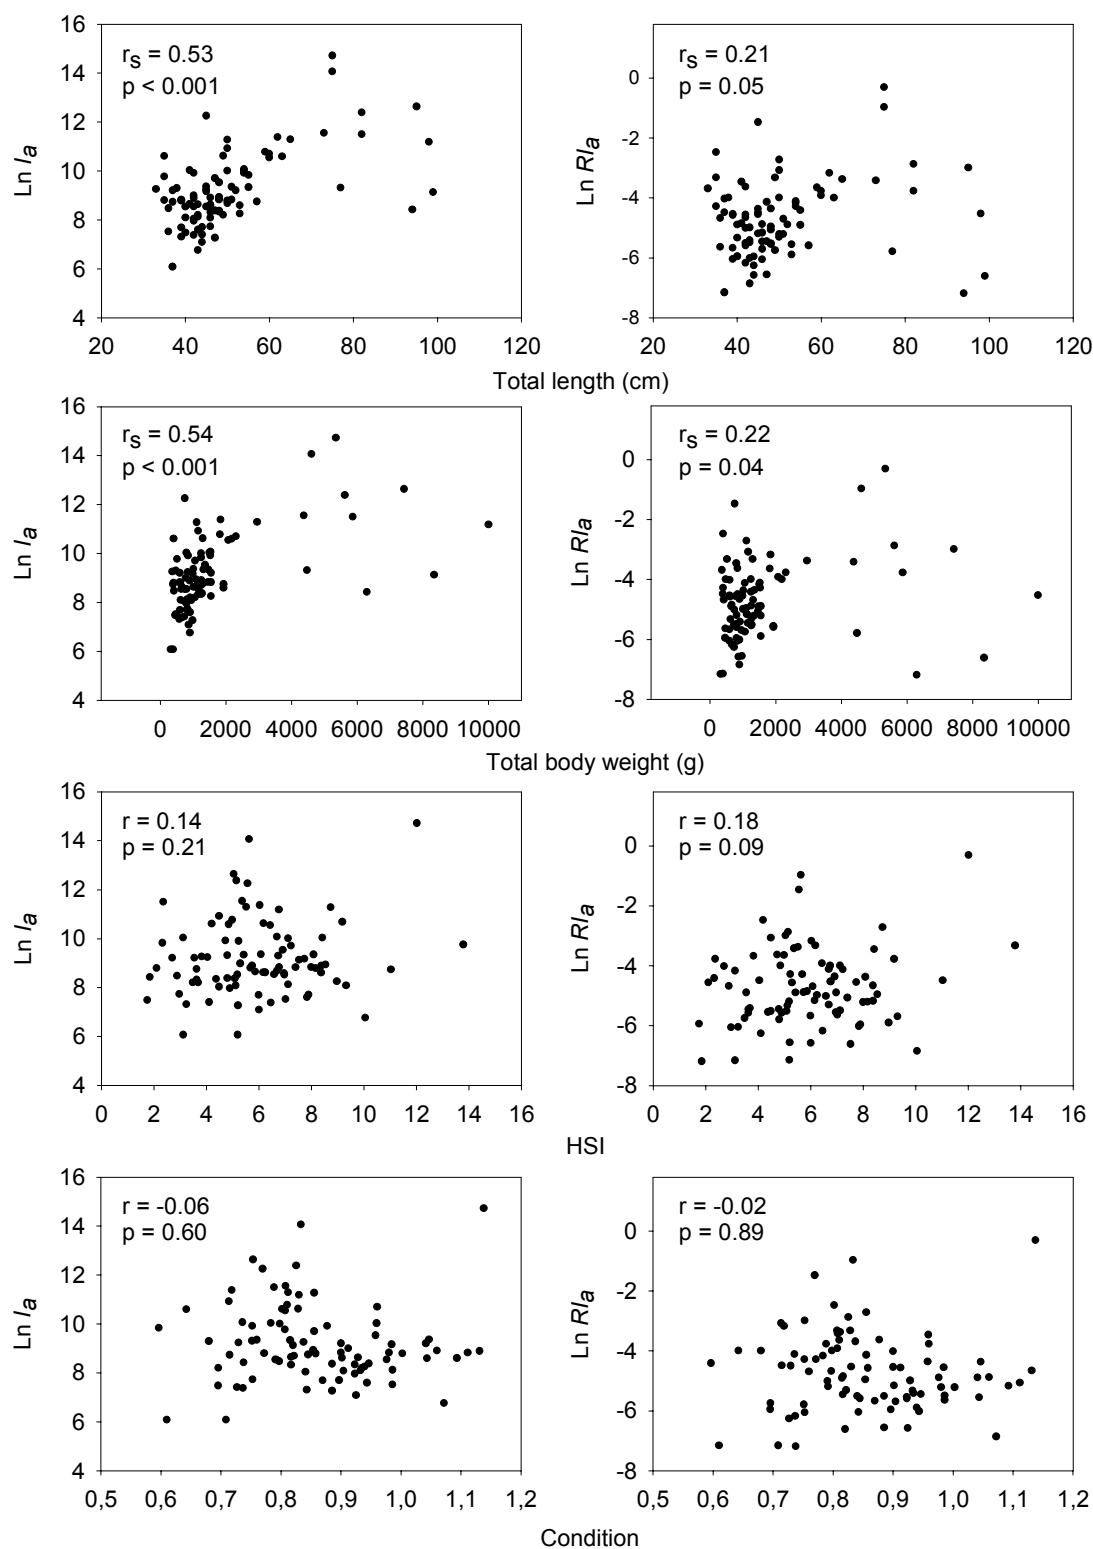 16
14
12
10
8
6
4
Ln Ia
rs = 0.53
p < 0.001
20 40 60 80 100 120
0
-2
-4
-6
-8
Ln RIa
rs = 0.21
p = 0.05
20 40 60 80 100 120
Total length (cm)
16
14
12
10
8
6
4
Ln Ia
rs = 0.54
p < 0.001
0 2000 4000 6000 8000 10000
0
-2
-4
-6
-8
Ln RIa
rs = 0.22
p = 0.04
0 2000 4000 6000 8000 10000
Total body weight (g)
16
14
12
10
8
6
4
Ln Ia
r = 0.14
p = 0.21
0 2 4 6 8 10 12 14 16
0
-2
-4
-6
-8
Ln RIa
r = 0.18
p = 0.09
0 2 4 6 8 10 12 14 16
HSI
16
14
12
10
8
6
4
Ln Ia
r = -0.06
p = 0.60
0,5 0,6 0,7 0,8 0,9 1,0 1,1 1,2
0
-2
-4
-6
-8
Ln RIa
r = -0.02
p = 0.89
0,5 0,6 0,7 0,8 0,9 1,0 1,1 1,2
Condition